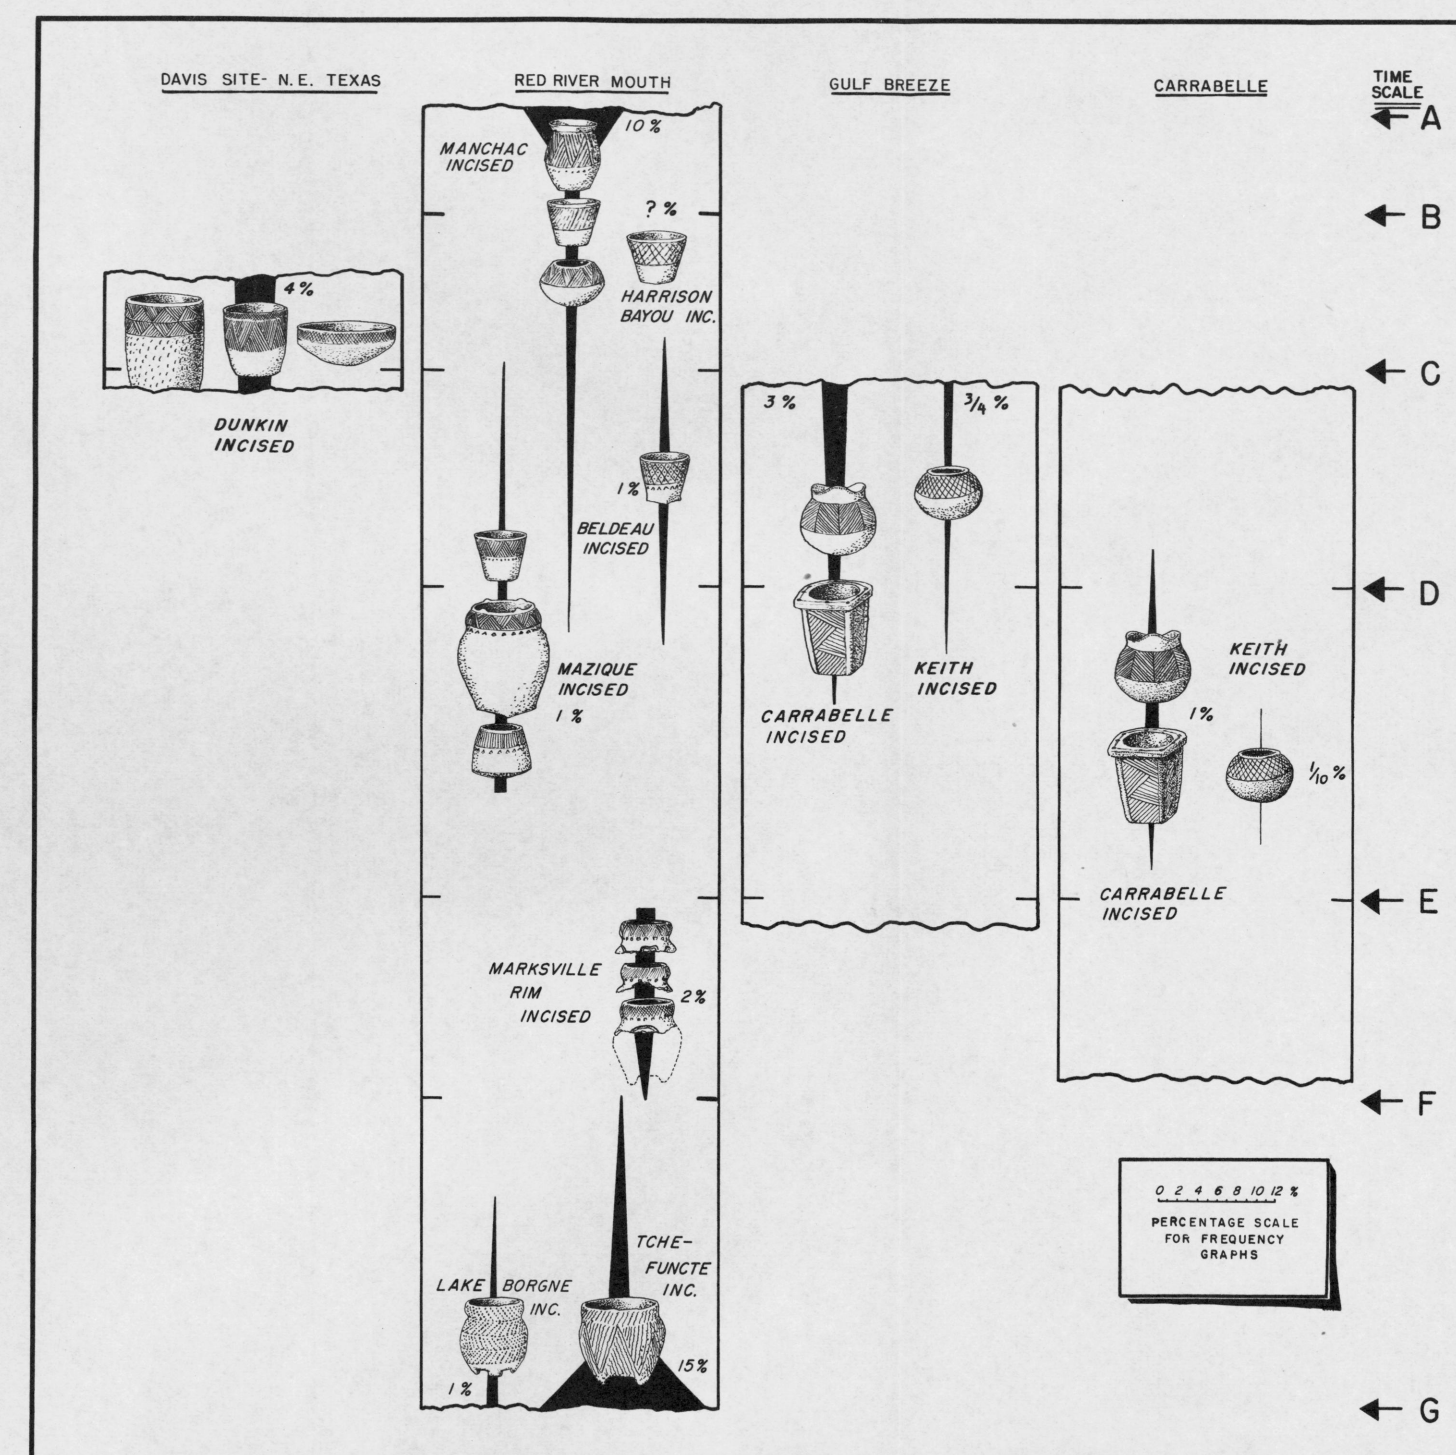 DAVIS SITE- N.E. TEXAS
RED RIVER MOUTH
GULF BREEZE
CARRABELLE
TIME
SCALE
A
10 %
MANCHAC
INCISED
B
? %
HARRISON
BAYOU INC.
4%
C
DUNKIN
INCISED
3 %
3/4 %
1 %
BELDEAU
INCISED
D
MAZIQUE
INCISED
1 %
KEITH
INCISED
CARRABELLE
INCISED
KEITH
INCISED
1%
1/10 %
CARRABELLE
INCISED
E
MARKSVILLE
RIM
INCISED
2%
F
0 2 4 6 8 10 12 %
PERCENTAGE SCALE
FOR FREQUENCY
GRAPHS
TCHE-
FUNCTE
INC.
LAKE BORGNE
INC.
15%
1 %
G